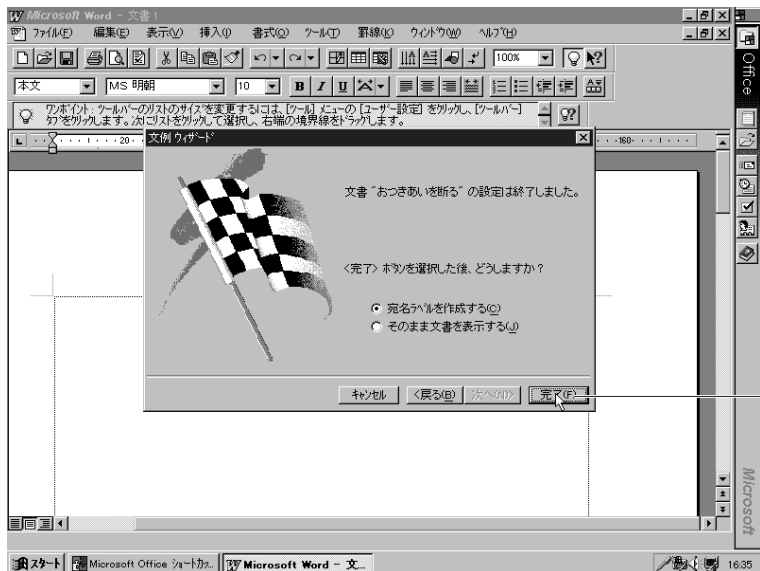 Microsoft Word - 文書1
ファイル(F) 編集(E) 表示(V) 挿入(I) 書式(O) ツール(T) 罫線(K) ウィンドウ(W) ヘルプ(H)
100%
本文 MS 明朝 10 B I U
ワンポイント: ツールバーのリストのサイズを変更するには、[ツール] メニューの [ユーザー設定] をクリックし、[ツールバー]
タブをクリックします。次にリストをクリックして選択し、右端の境界線をドラッグします。
20
160
文例 ウィザード
文書 "おつきあいを断る" の設定は終了しました。
<完了> ボタンを選択した後、どうしますか?
宛名ラベルを作成する(C)
そのまま文書を表示する(J)
キャンセル <戻る(B) 次へ(N)> 完了(F)
Office
Microsoft
スタート Microsoft Office ショートカッ... Microsoft Word - 文... 16:35